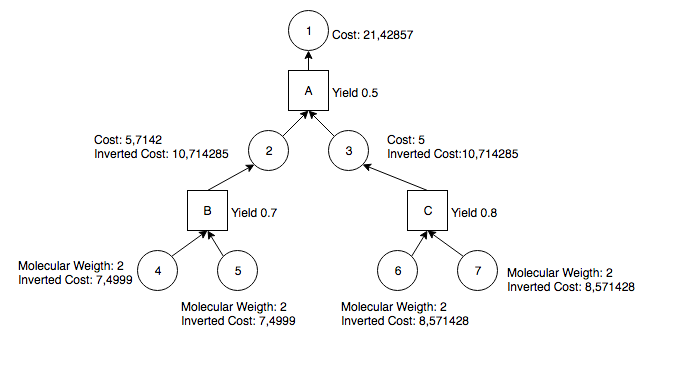 1
Cost: 21,42857
A
Yield 0.5
Cost: 5,7142
Inverted Cost: 10,714285
2
3
Cost: 5
Inverted Cost:10,714285
B
Yield 0.7
C
Yield 0.8
Molecular Weigth: 2
Inverted Cost: 7,4999
4
5
6
7
Molecular Weigth: 2
Inverted Cost: 8,571428
Molecular Weigth: 2
Inverted Cost: 7,4999
Molecular Weigth: 2
Inverted Cost: 8,571428